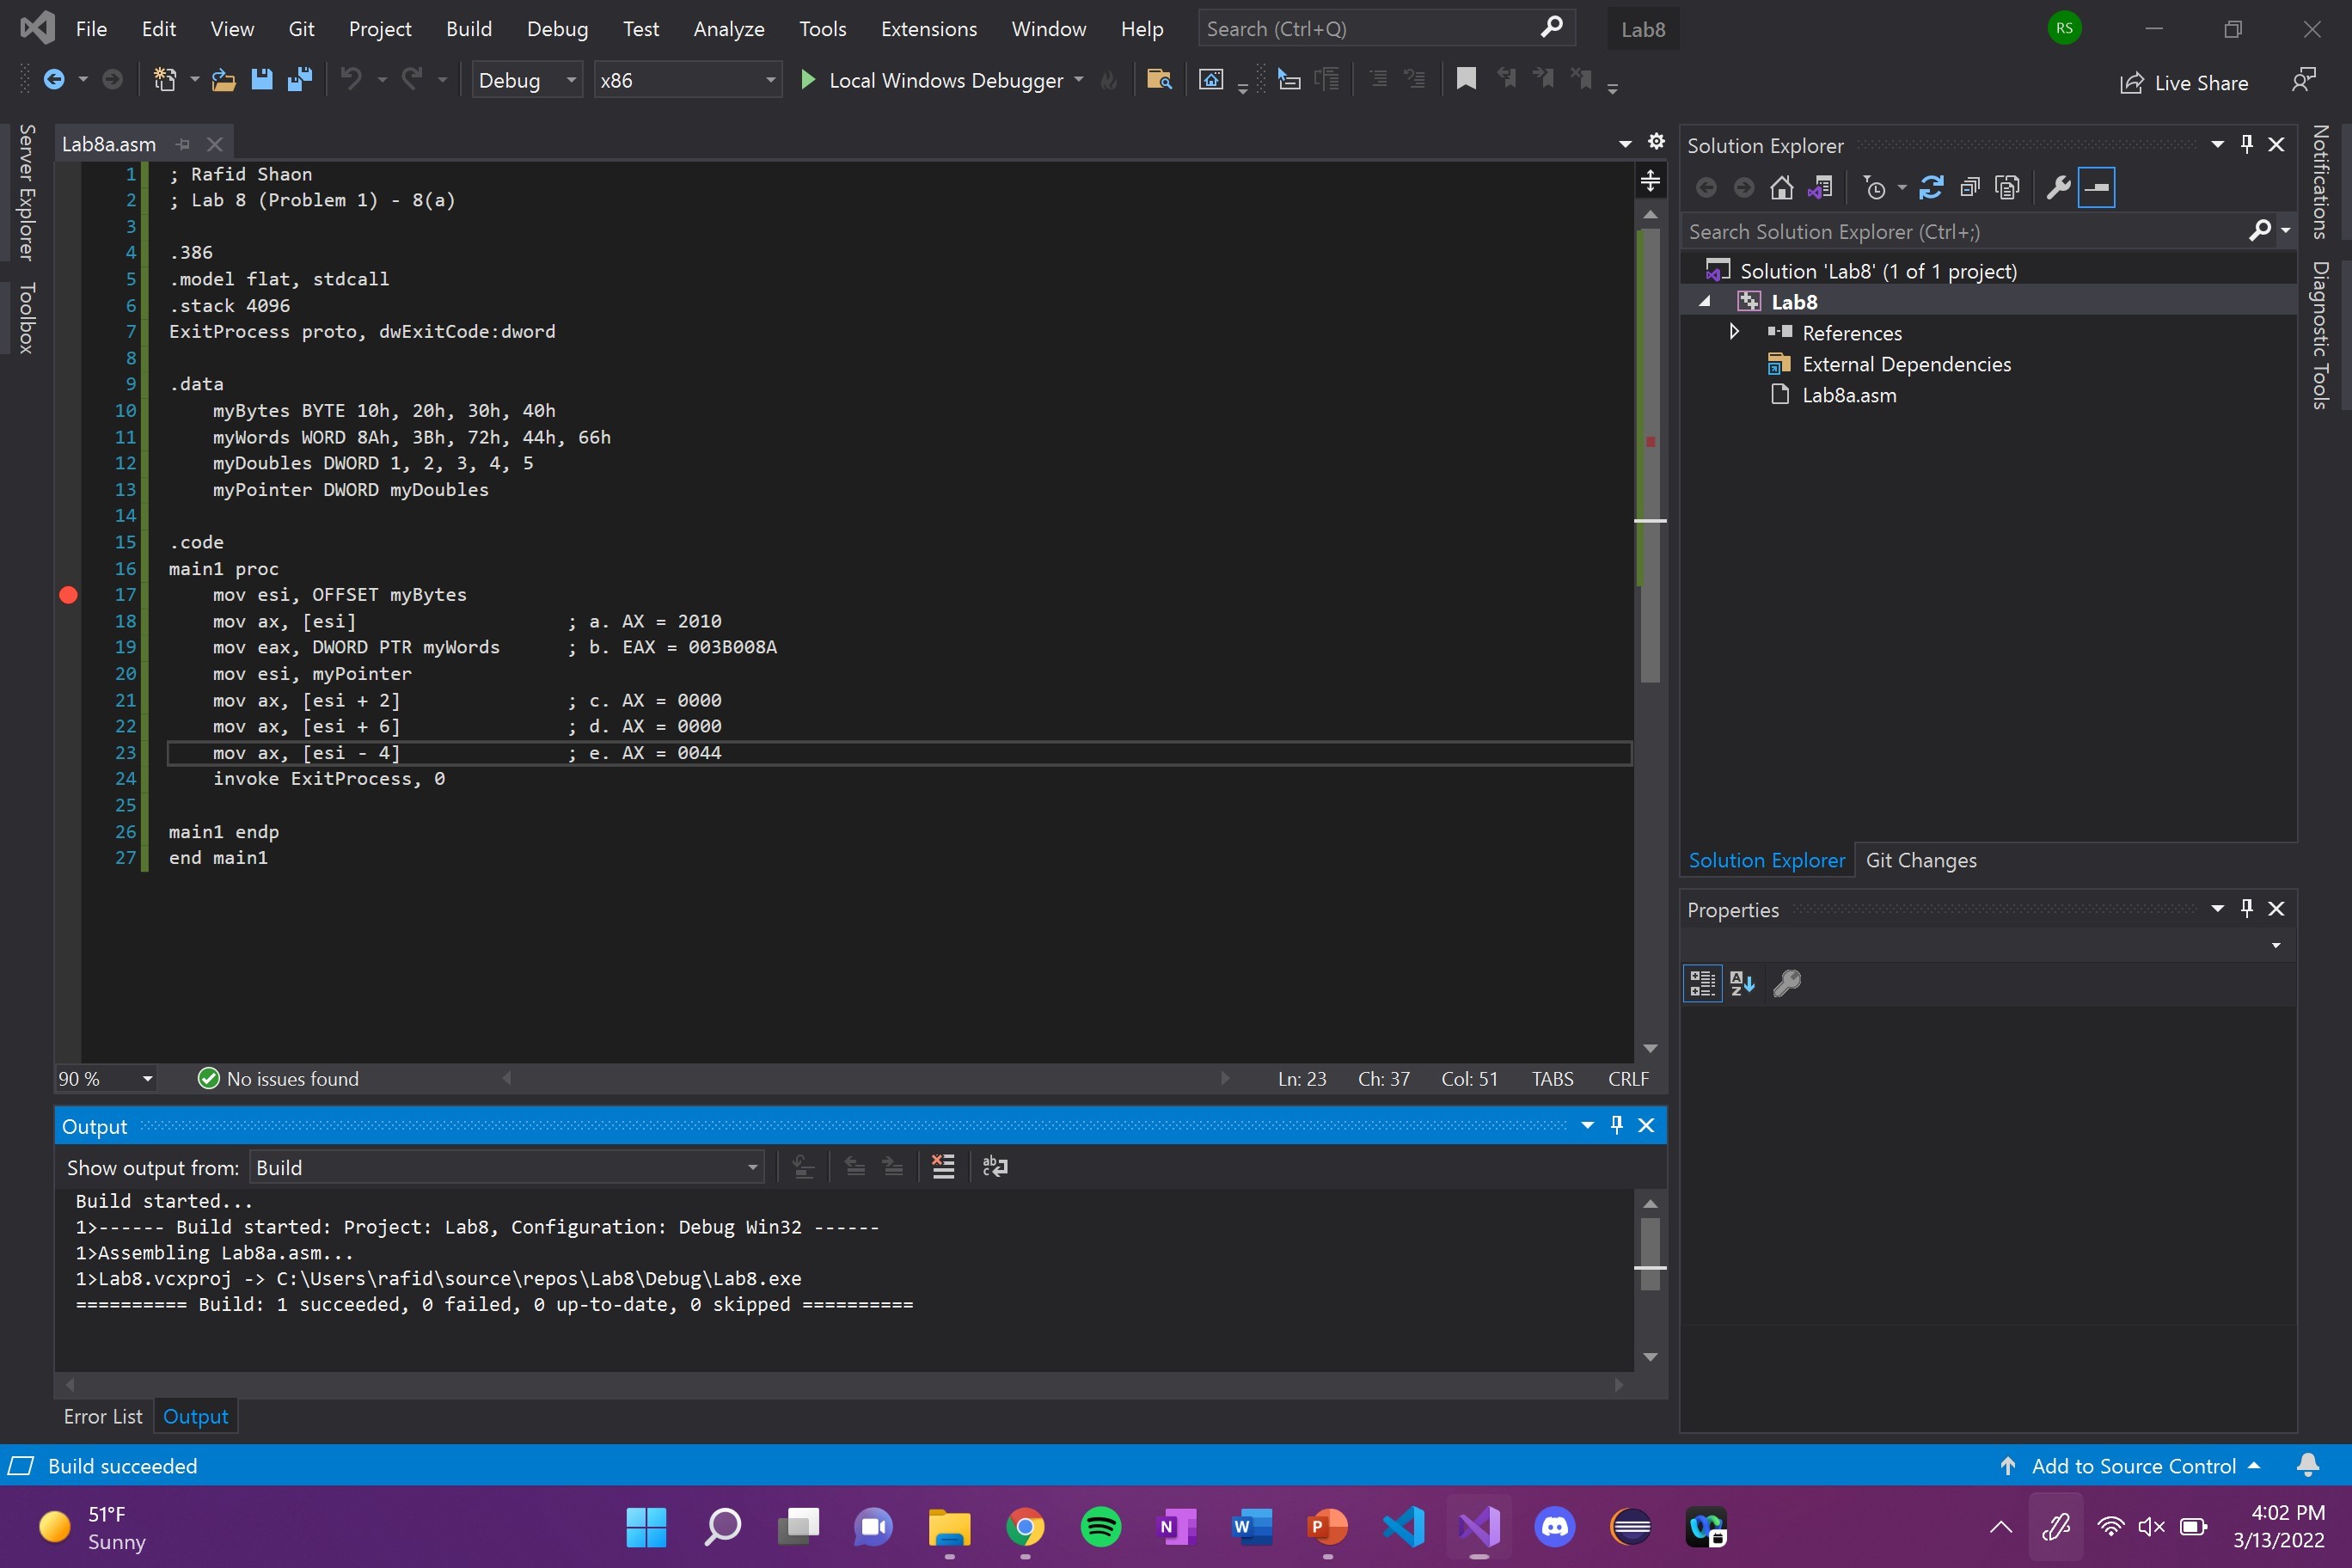 File Edit View Git Project Build Debug Test Analyze Tools Extensions Window Help Search (Ctrl+Q) Lab8 RS
Debug x86 Local Windows Debugger Live Share
Server Explorer
Toolbox
Lab8a.asm
1 ; Rafid Shaon
2 ; Lab 8 (Problem 1) - 8(a)
3
4 .386
5 .model flat, stdcall
6 .stack 4096
7 ExitProcess proto, dwExitCode:dword
8
9 .data
10 myBytes BYTE 10h, 20h, 30h, 40h
11 myWords WORD 8Ah, 3Bh, 72h, 44h, 66h
12 myDoubles DWORD 1, 2, 3, 4, 5
13 myPointer DWORD myDoubles
14
15 .code
16 main1 proc
17 mov esi, OFFSET myBytes
18 mov ax, [esi] ; a. AX = 2010
19 mov eax, DWORD PTR myWords ; b. EAX = 003B008A
20 mov esi, myPointer
21 mov ax, [esi + 2] ; c. AX = 0000
22 mov ax, [esi + 6] ; d. AX = 0000
23 mov ax, [esi - 4] ; e. AX = 0044
24 invoke ExitProcess, 0
25
26 main1 endp
27 end main1
90 % No issues found Ln: 23 Ch: 37 Col: 51 TABS CRLF
Output
Show output from: Build
Build started...
1>------ Build started: Project: Lab8, Configuration: Debug Win32 ------
1>Assembling Lab8a.asm...
1>Lab8.vcxproj -> C:\Users\rafid\source\repos\Lab8\Debug\Lab8.exe
========== Build: 1 succeeded, 0 failed, 0 up-to-date, 0 skipped ==========
Error List Output
Solution Explorer
Search Solution Explorer (Ctrl+;)
Solution 'Lab8' (1 of 1 project)
Lab8
References
External Dependencies
Lab8a.asm
Solution Explorer Git Changes
Properties
Notifications
Diagnostic Tools
Build succeeded Add to Source Control
51°F
Sunny
4:02 PM
3/13/2022